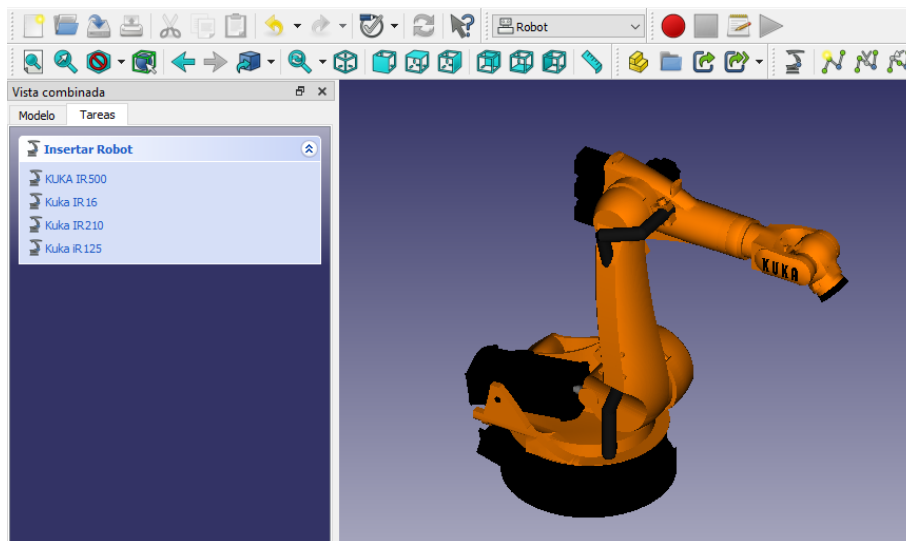 Robot
Vista combinada
Modelo
Tareas
Insertar Robot
KUKA IR500
Kuka IR16
Kuka IR210
Kuka iR125
KUKA